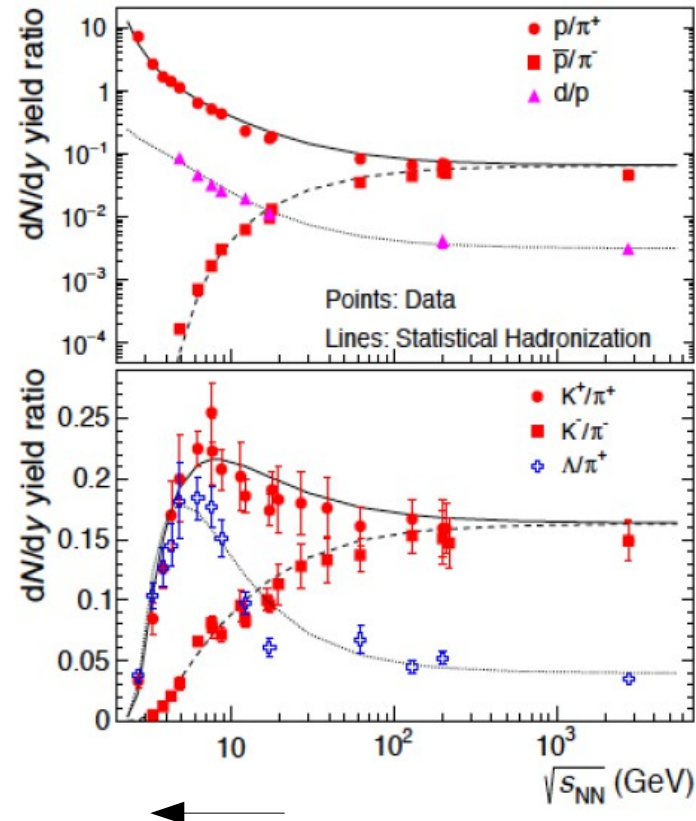 dN/dy yield ratio
10
1
10⁻¹
10⁻²
10⁻³
10⁻⁴
p/π⁺
p̅/π⁻
d/p
Points: Data
Lines: Statistical Hadronization
dN/dy yield ratio
0.25
0.2
0.15
0.1
0.05
0
K⁺/π⁺
K⁻/π⁻
Λ/π⁺
10
10²
10³
√sNN (GeV)